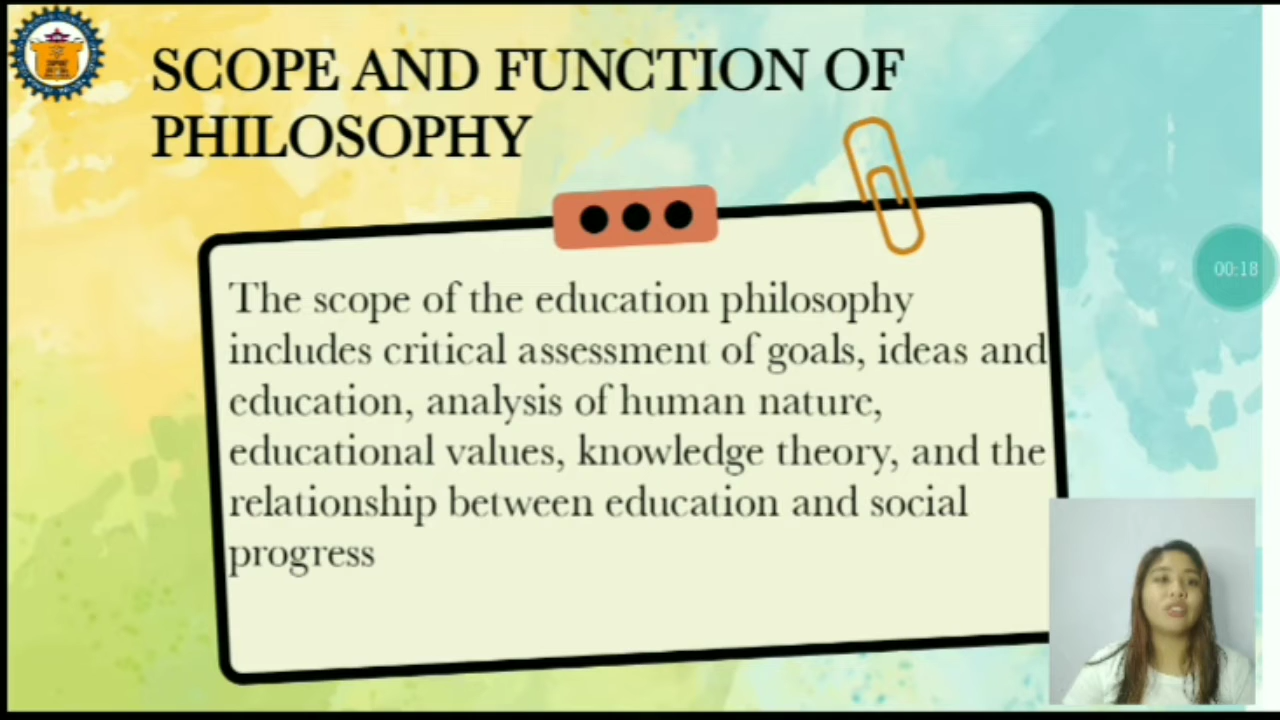 SCOPE AND FUNCTION OF
PHILOSOPHY
The scope of the education philosophy
includes critical assessment of goals, ideas and
education, analysis of human nature,
educational values, knowledge theory, and the
relationship between education and social
progress
00:18